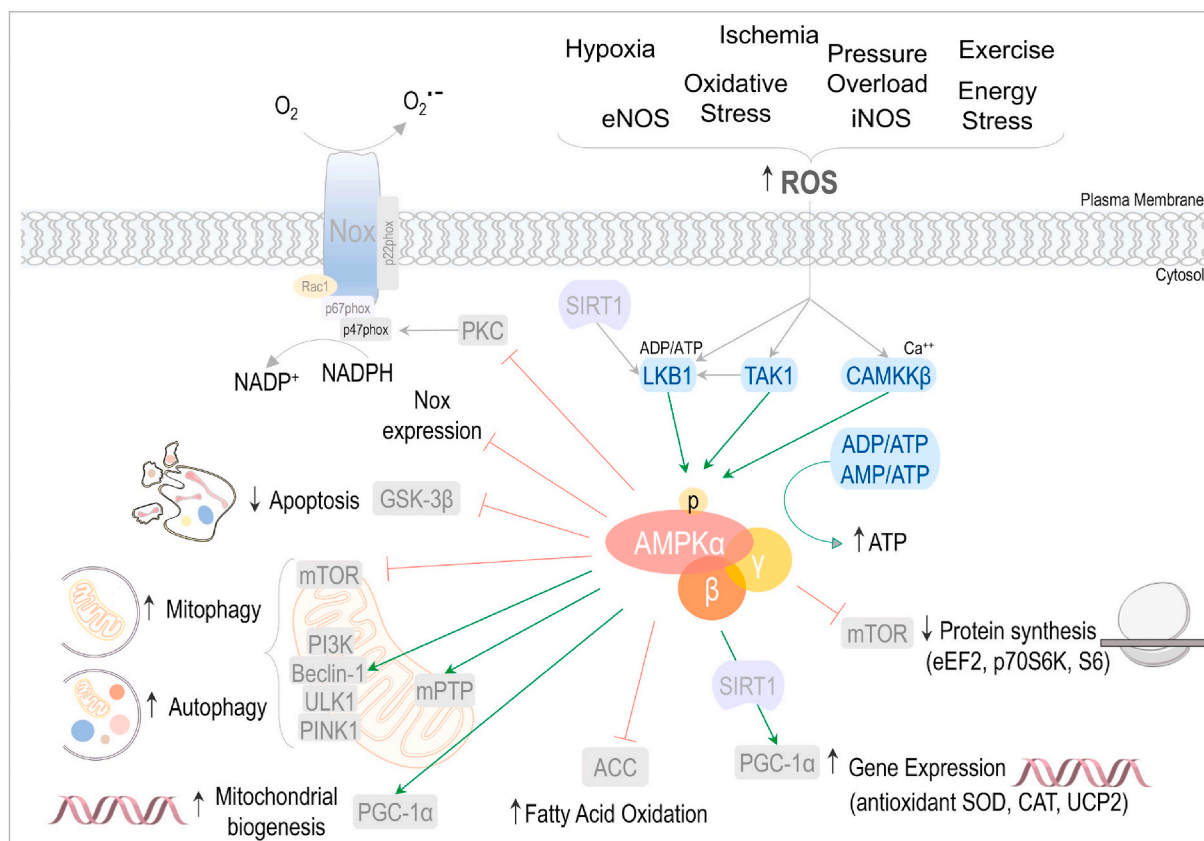 Hypoxia
Ischemia
Pressure
Overload
Exercise
Oxidative
Stress
eNOS
iNOS
Energy
Stress
O₂
O₂·−
↑ ROS
Plasma Membrane
Cytosol
Nox
p22phox
Rac1
p67phox
p47phox
PKC
NADP⁺
NADPH
SIRT1
ADP/ATP
LKB1
TAK1
Ca⁺⁺
CAMKKβ
Nox
expression
ADP/ATP
AMP/ATP
↑ ATP
↓ Apoptosis
GSK-3β
p
AMPKα
β
γ
mTOR
↑ Mitophagy
PI3K
Beclin-1
ULK1
PINK1
mPTP
↑ Autophagy
mTOR
↓ Protein synthesis
(eEF2, p70S6K, S6)
SIRT1
↑ Mitochondrial
biogenesis
PGC-1α
ACC
↑ Fatty Acid Oxidation
PGC-1α
↑ Gene Expression
(antioxidant SOD, CAT, UCP2)